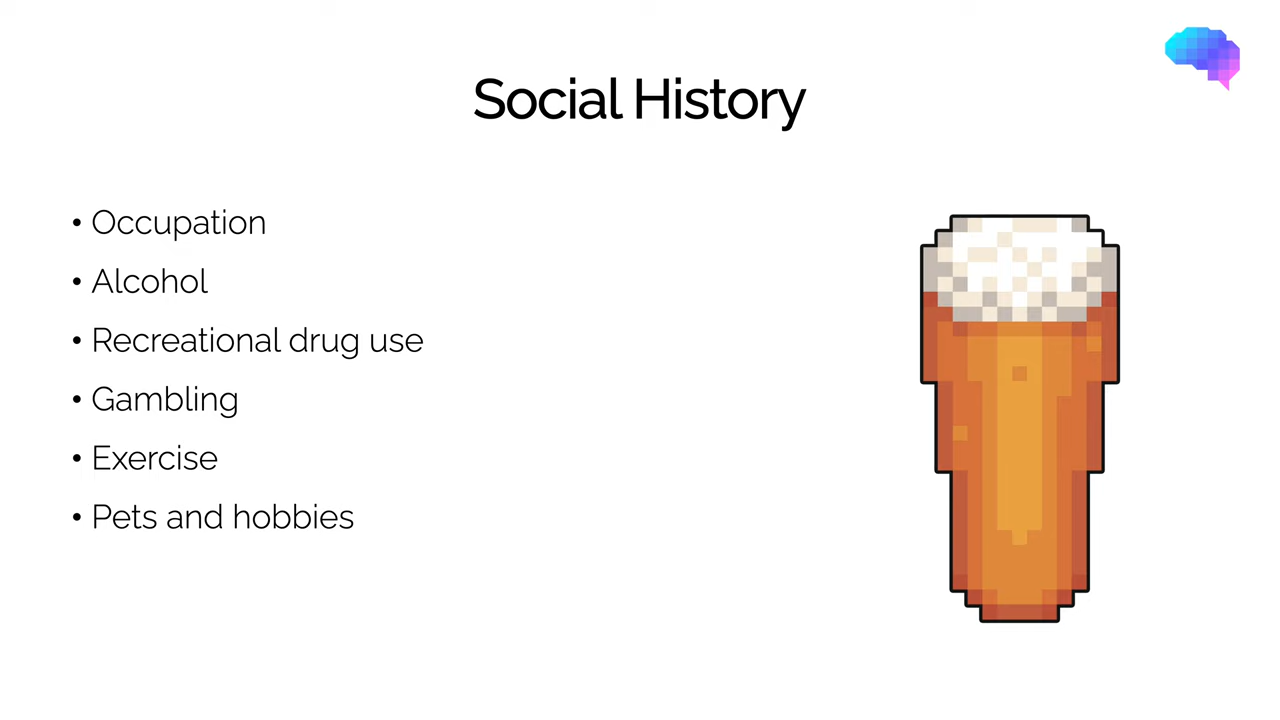 Social History
• Occupation
• Alcohol
• Recreational drug use
• Gambling
• Exercise
• Pets and hobbies